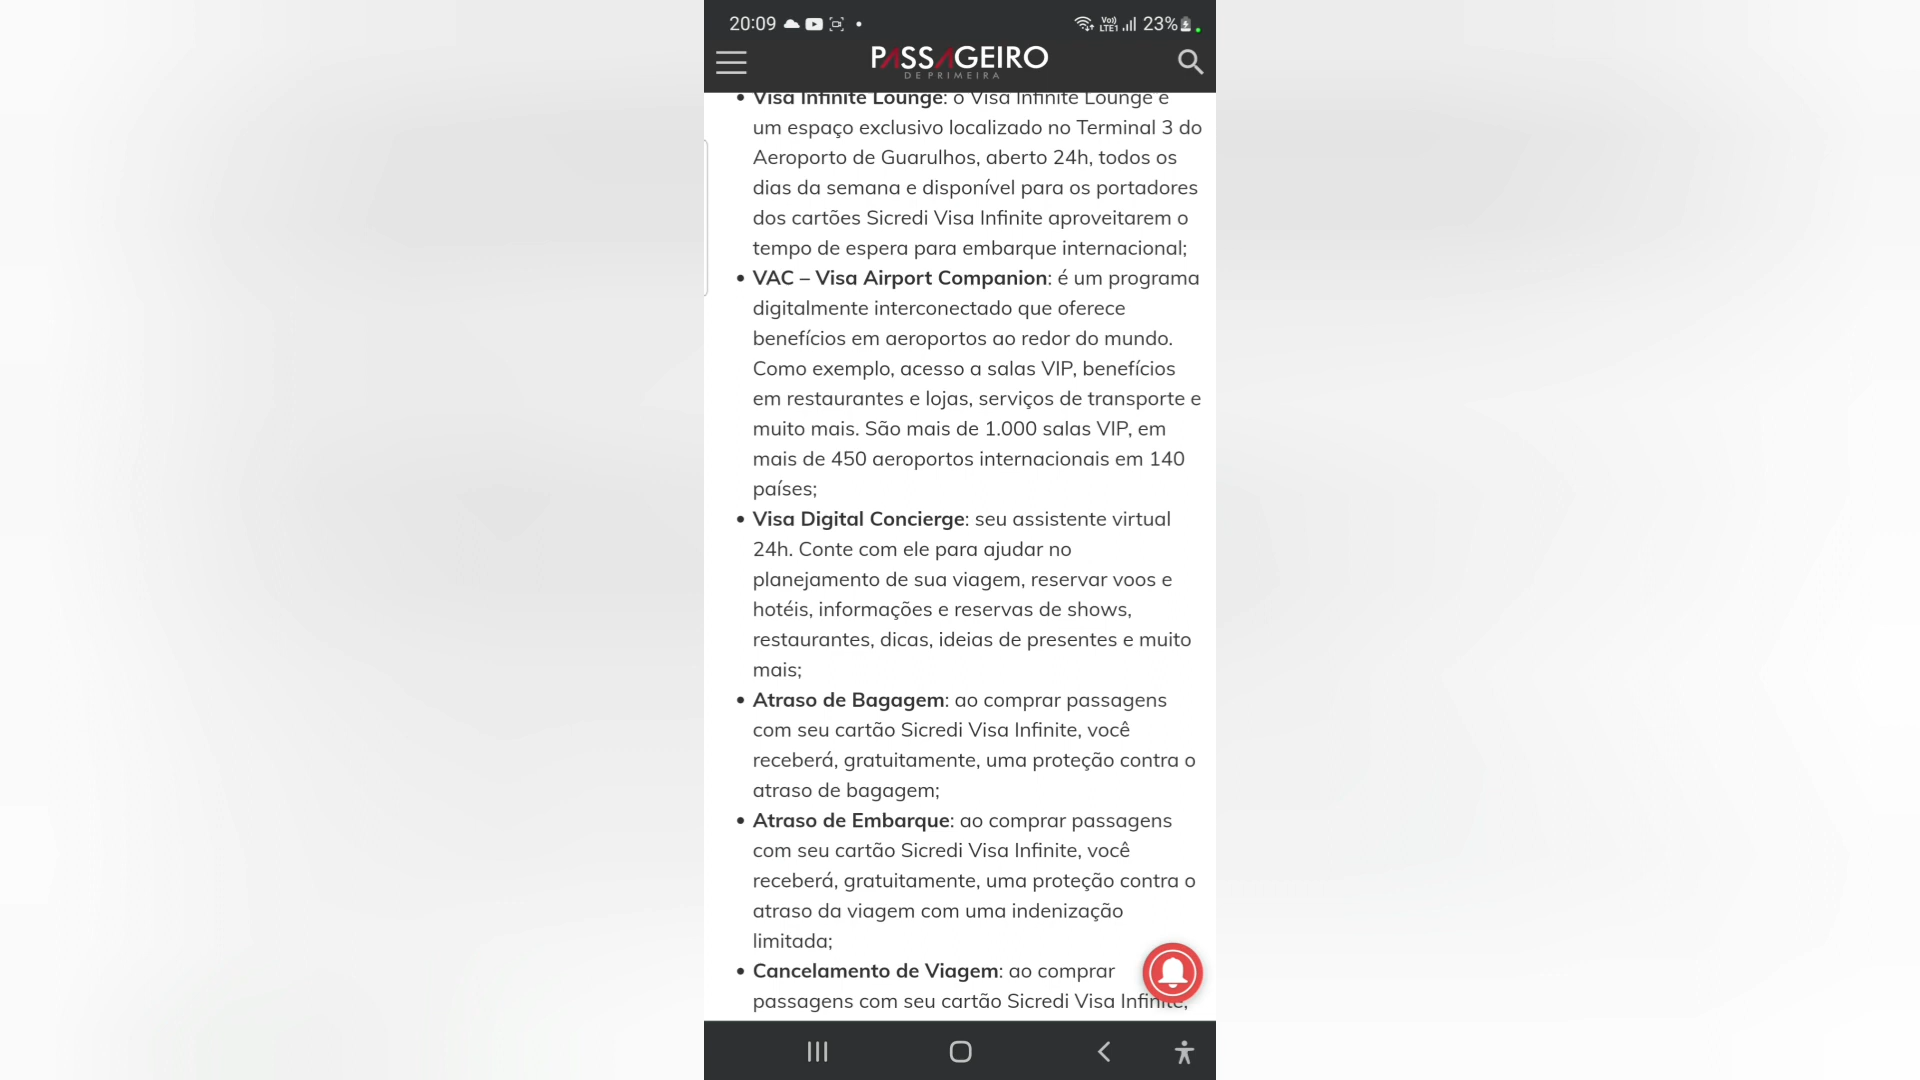 20:09
Vo)) LTE1 23%
PASSAGEIRO
DE PRIMEIRA
• Visa Infinite Lounge: o Visa Infinite Lounge é
um espaço exclusivo localizado no Terminal 3 do
Aeroporto de Guarulhos, aberto 24h, todos os
dias da semana e disponível para os portadores
dos cartões Sicredi Visa Infinite aproveitarem o
tempo de espera para embarque internacional;
• VAC – Visa Airport Companion: é um programa
digitalmente interconectado que oferece
benefícios em aeroportos ao redor do mundo.
Como exemplo, acesso a salas VIP, benefícios
em restaurantes e lojas, serviços de transporte e
muito mais. São mais de 1.000 salas VIP, em
mais de 450 aeroportos internacionais em 140
países;
• Visa Digital Concierge: seu assistente virtual
24h. Conte com ele para ajudar no
planejamento de sua viagem, reservar voos e
hotéis, informações e reservas de shows,
restaurantes, dicas, ideias de presentes e muito
mais;
• Atraso de Bagagem: ao comprar passagens
com seu cartão Sicredi Visa Infinite, você
receberá, gratuitamente, uma proteção contra o
atraso de bagagem;
• Atraso de Embarque: ao comprar passagens
com seu cartão Sicredi Visa Infinite, você
receberá, gratuitamente, uma proteção contra o
atraso da viagem com uma indenização
limitada;
• Cancelamento de Viagem: ao comprar
passagens com seu cartão Sicredi Visa Infinite,